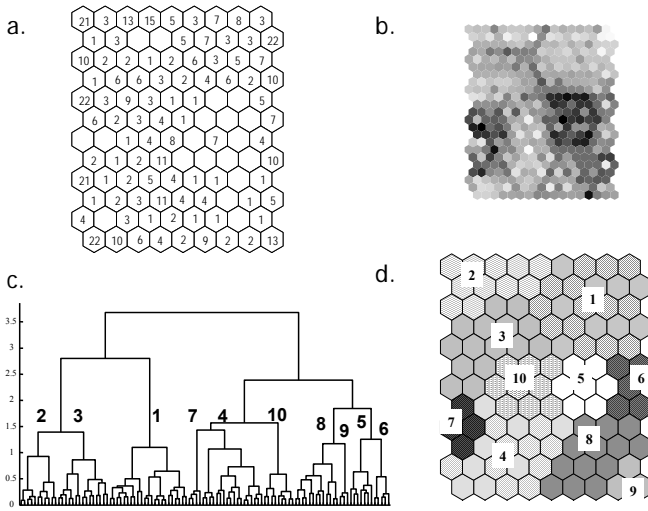 a.
21 3 13 15 5 3 7 8 3
1 3 5 7 3 3 22
10 2 2 1 2 6 3 5 7
1 6 6 3 2 4 6 2 10
22 3 9 3 1 1 5
6 2 3 4 1 7
1 4 8 7 1
2 1 2 11 10
21 1 2 5 4 1 1 1
1 2 3 11 4 4 1 5
4 3 1 2 1 1 1
22 10 6 4 2 9 2 2 13
b.
c.
3.5
3
2.5
2
1.5
1
0.5
0
2 3 1 7 4 10 8 9 5 6
d.
2
1
3
10 5 6
7
8
4
9